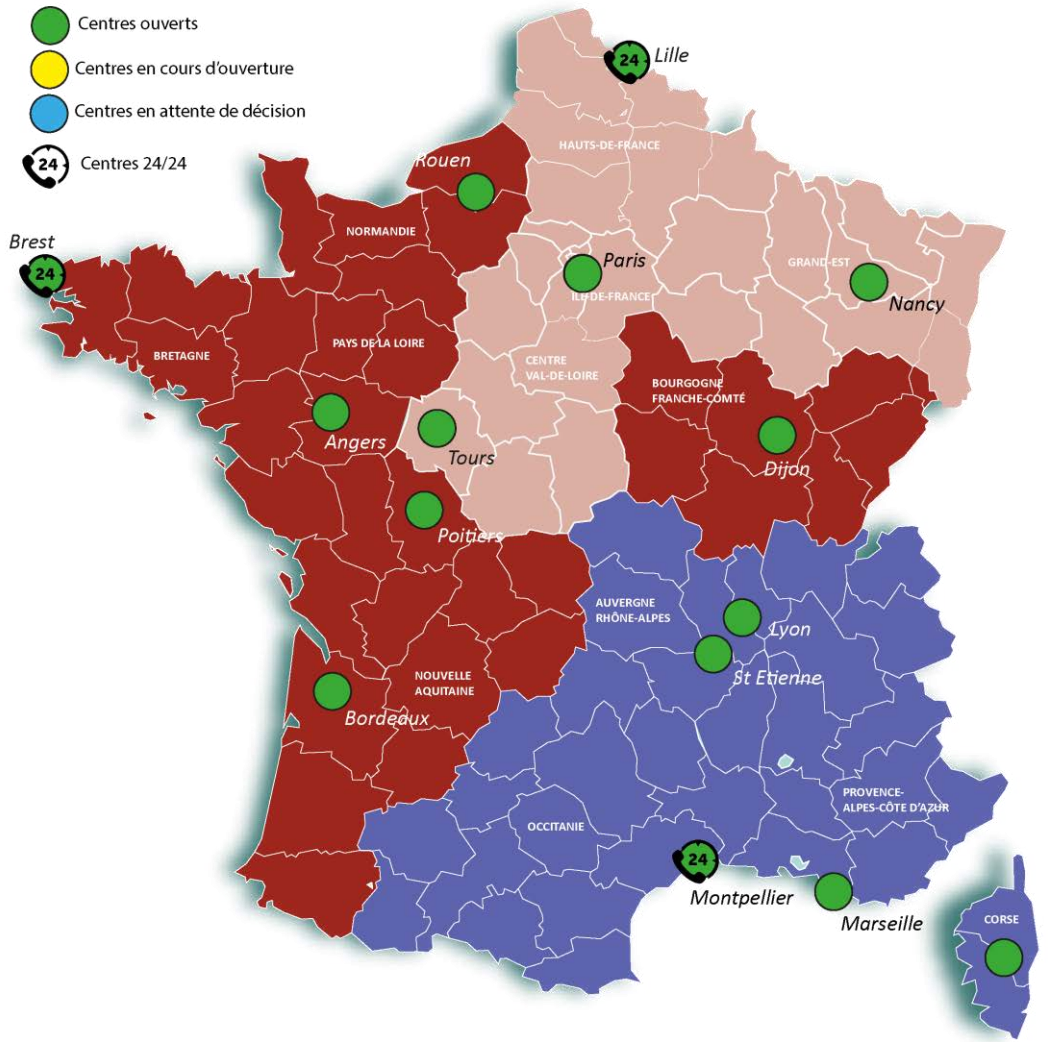 Centres ouverts
Centres en cours d'ouverture
Centres en attente de décision
24 Centres 24/24
24 Lille
HAUTS-DE-FRANCE
Rouen
NORMANDIE
Brest
24
Paris
GRAND-EST
ILE-DE-FRANCE
Nancy
PAYS DE LA LOIRE
BRETAGNE
CENTRE
VAL-DE-LOIRE
BOURGOGNE
FRANCHE-COMTÉ
Angers
Tours
Dijon
Poitiers
AUVERGNE
RHÔNE-ALPES
Lyon
St Etienne
NOUVELLE
AQUITAINE
Bordeaux
PROVENCE-
ALPES-CÔTE D'AZUR
OCCITANIE
24
Montpellier
Marseille
CORSE